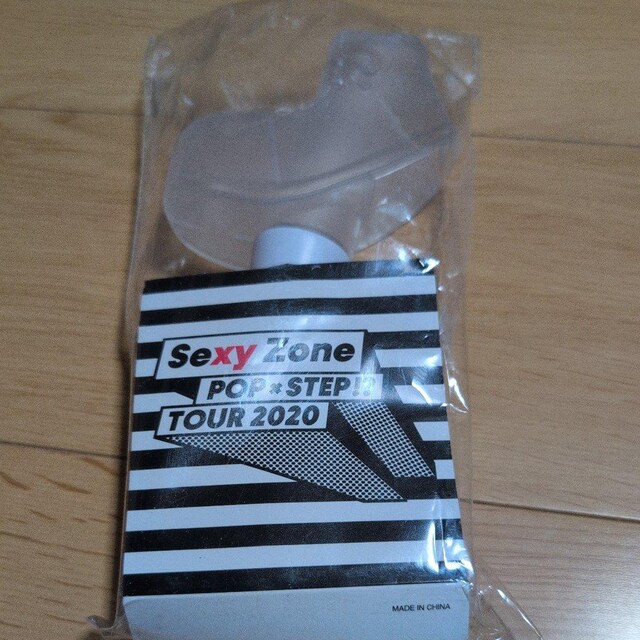 Sexy Zone
POP×STEP!?
TOUR 2020
MADE IN CHINA